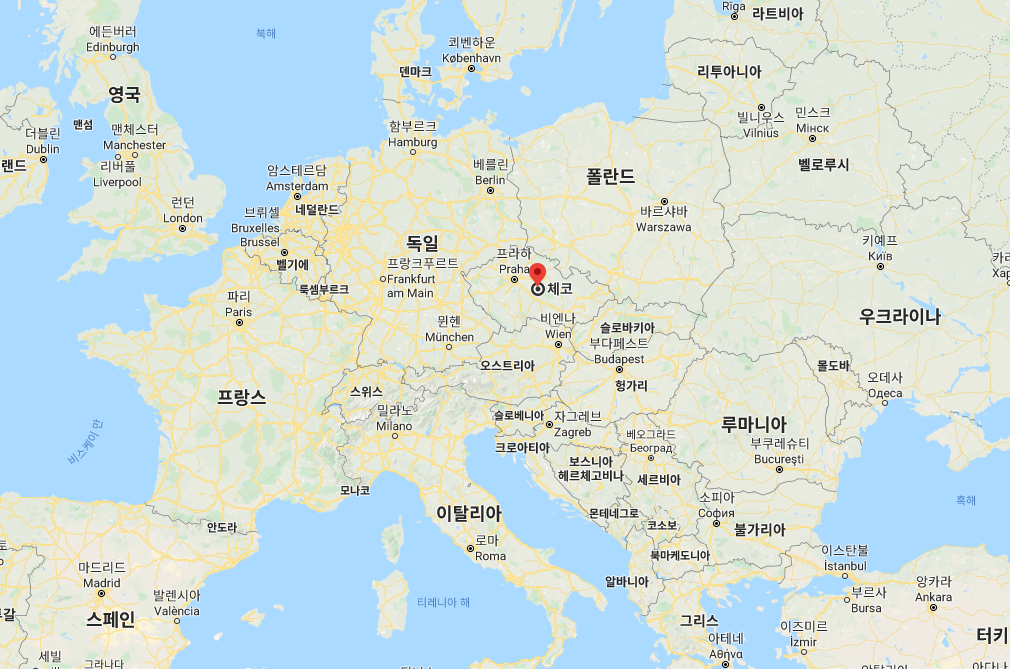 Rīga
라트비아
에든버러
Edinburgh
북해
쾨벤하운
København
덴마크
리투아니아
영국
맨섬
더블린
Dublin
맨체스터
Manchester
함부르크
Hamburg
빌니우스
Vilnius
민스크
Мінск
랜드
리버풀
Liverpool
암스테르담
Amsterdam
베를린
Berlin
폴란드
벨로루시
런던
London
브뤼셀
Bruxelles
Brussel
네덜란드
바르샤바
Warszawa
독일
프라하
Praha
키예프
Київ
벨기에
프랑크푸르트
Frankfurt
am Main
체코
룩셈부르크
파리
Paris
뮌헨
München
비엔나
Wien
슬로바키아
부다페스트
Budapest
우크라이나
오스트리아
헝가리
몰도바
오데사
Одеса
스위스
프랑스
밀라노
Milano
슬로베니아
자그레브
Zagreb
크로아티아
베오그라드
Београд
루마니아
부쿠레슈티
București
비스케이 만
보스니아
헤르체고비나
세르비아
모나코
이탈리아
몬테네그로
코소보
소피아
София
불가리아
흑해
안도라
로마
Roma
북마케도니아
이스탄불
İstanbul
마드리드
Madrid
발렌시아
València
티레니아 해
알바니아
부르사
Bursa
앙카라
Ankara
스페인
그리스
이즈미르
İzmir
터키
아테네
Αθήνα
세빌
그라나다